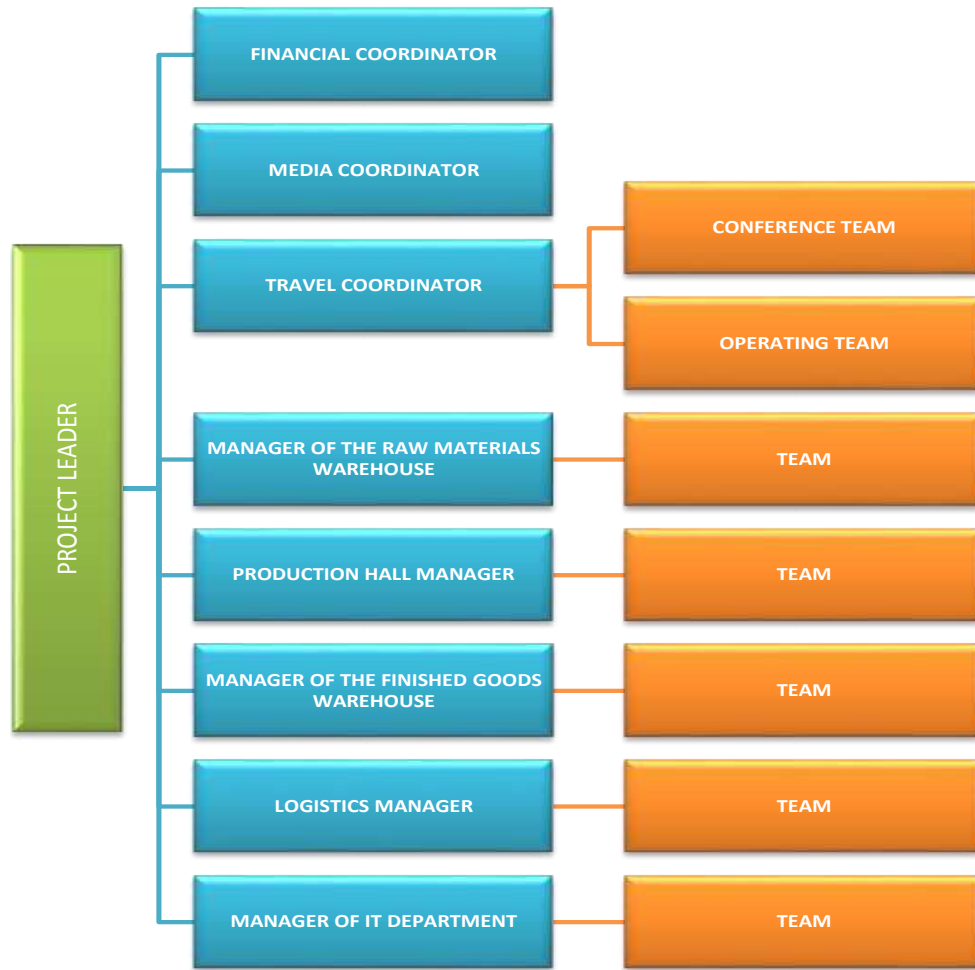 PROJECT LEADER
FINANCIAL COORDINATOR
MEDIA COORDINATOR
TRAVEL COORDINATOR
CONFERENCE TEAM
OPERATING TEAM
MANAGER OF THE RAW MATERIALS
WAREHOUSE
TEAM
PRODUCTION HALL MANAGER
TEAM
MANAGER OF THE FINISHED GOODS
WAREHOUSE
TEAM
LOGISTICS MANAGER
TEAM
MANAGER OF IT DEPARTMENT
TEAM